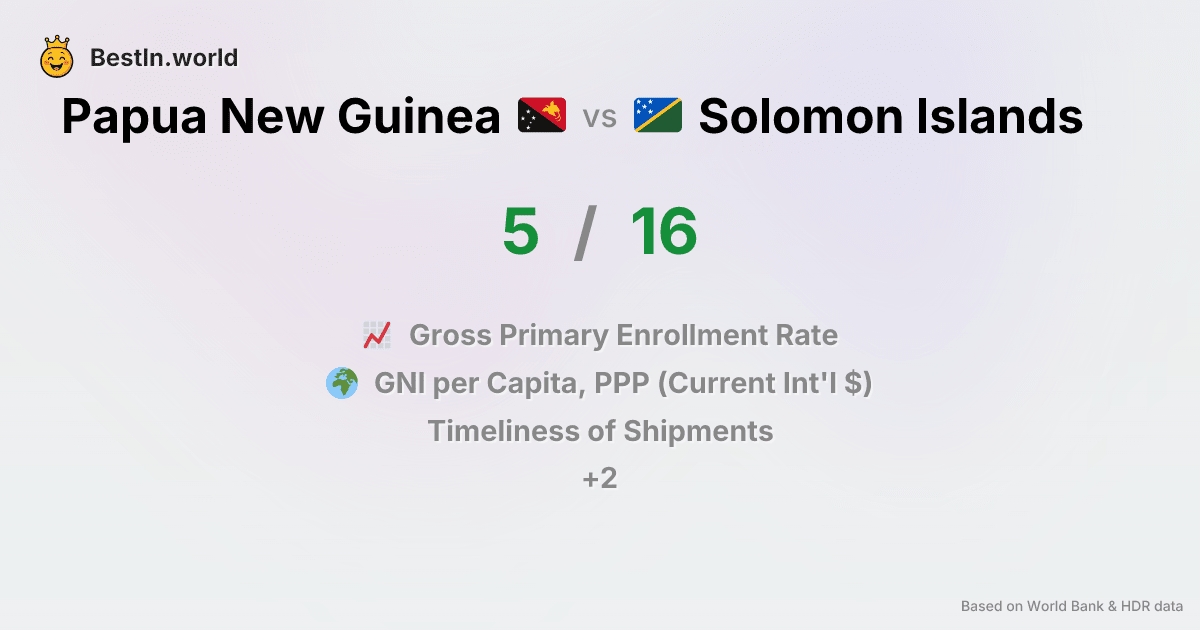 BestIn.world
Papua New Guinea vs Solomon Islands
5 / 16
Gross Primary Enrollment Rate
GNI per Capita, PPP (Current Int'l $)
Timeliness of Shipments
+2
Based on World Bank & HDR data